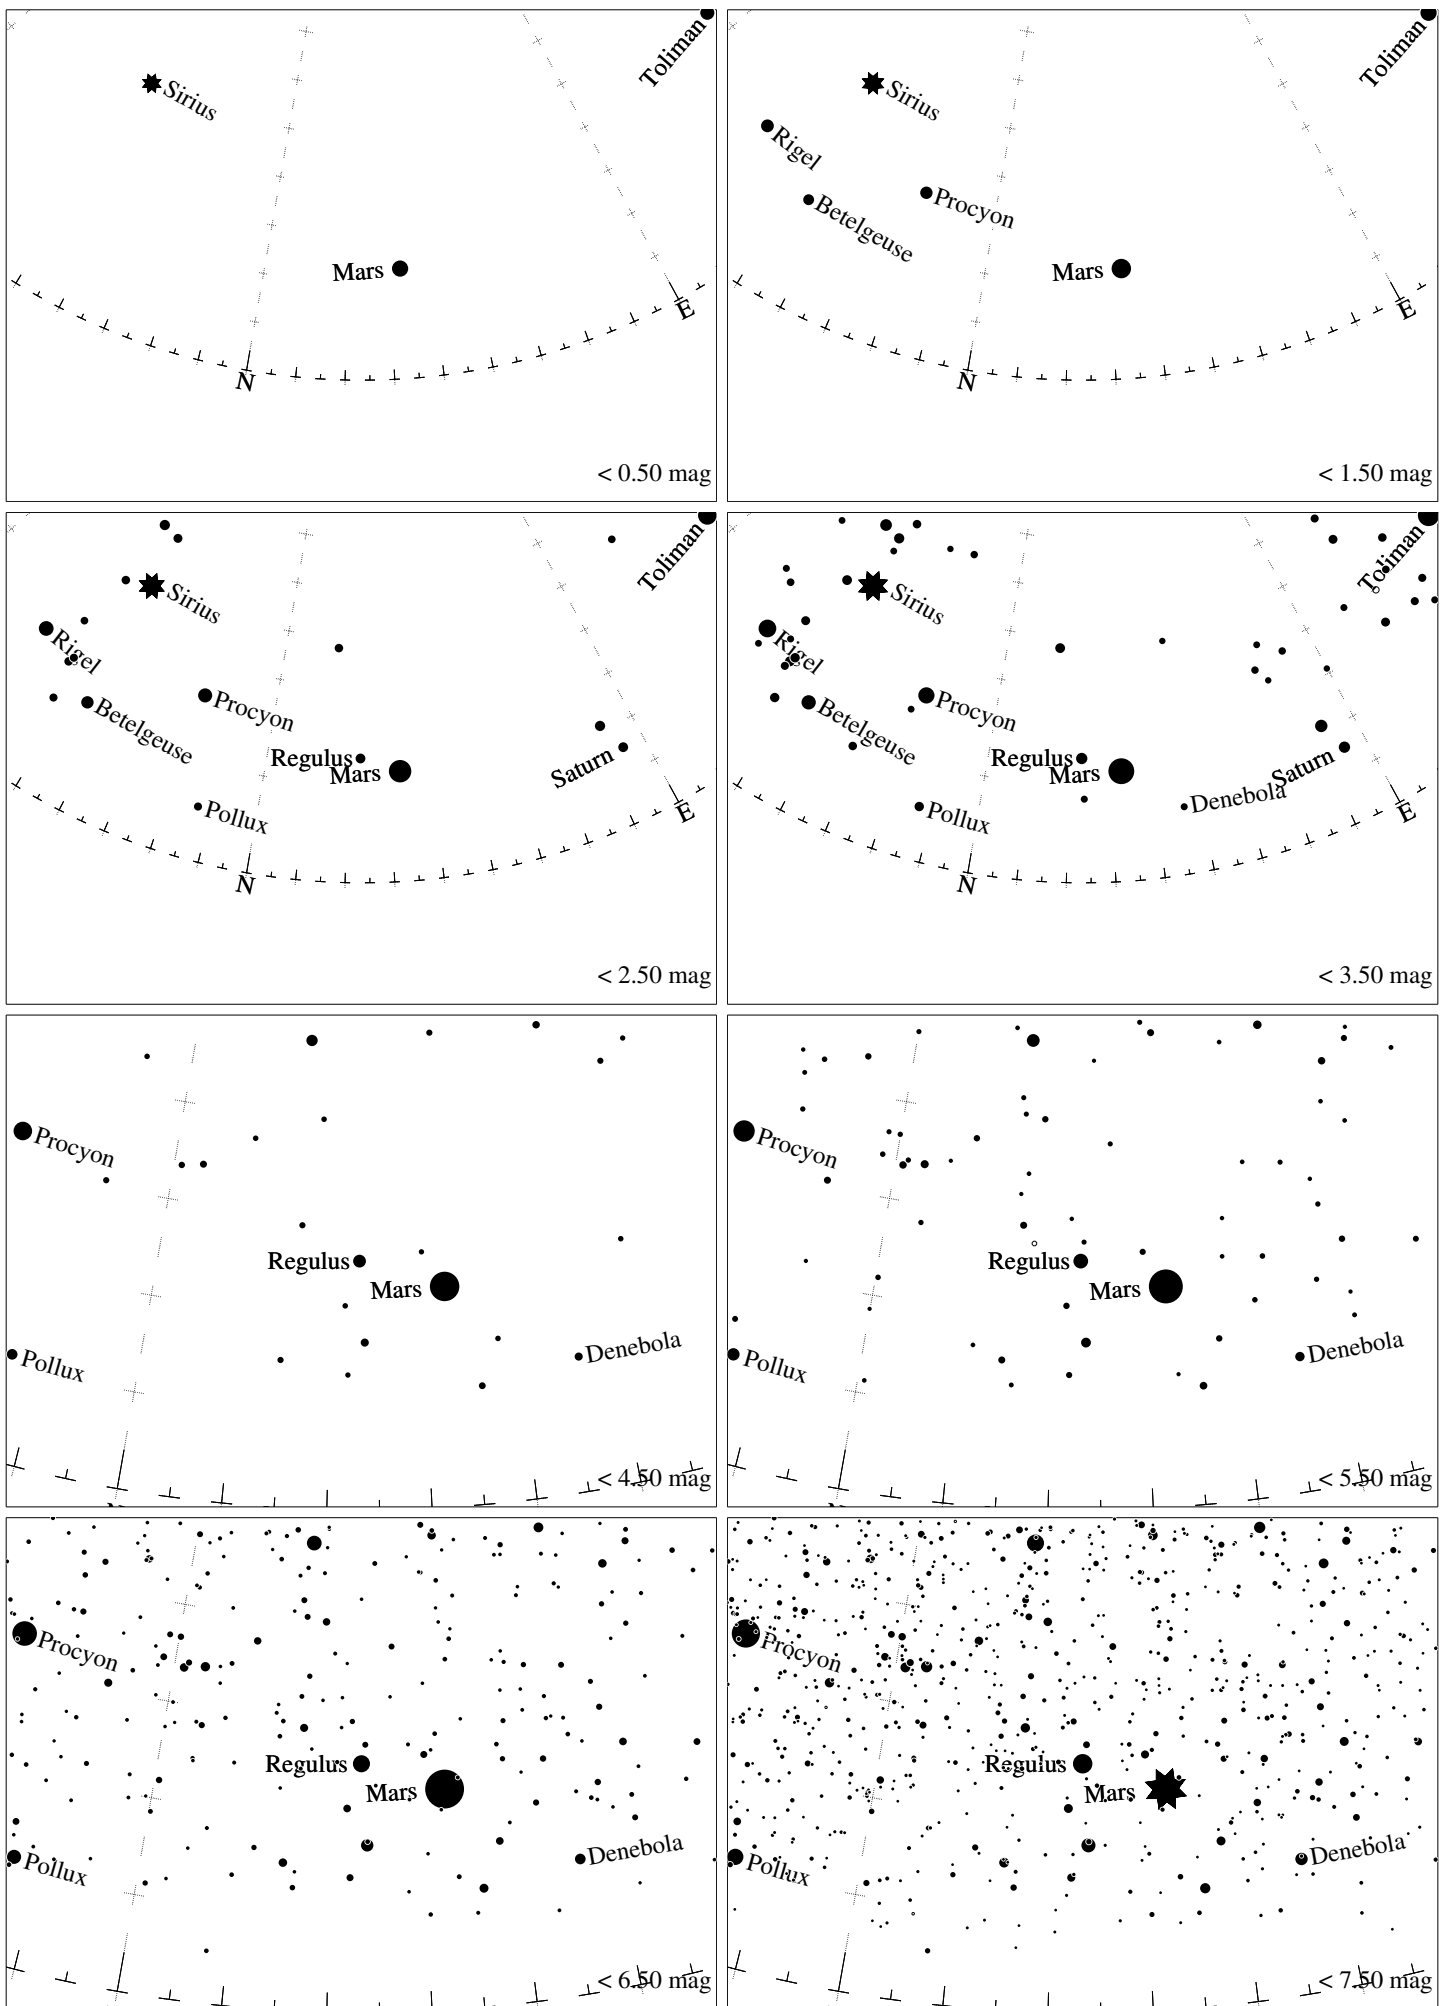 Toliman
Sirius
Mars
E
N
< 0.50 mag
Toliman
Sirius
Rigel
Procyon
Betelgeuse
Mars
E
N
< 1.50 mag
Toliman
Sirius
Rigel
Procyon
Betelgeuse
Regulus
Mars
Saturn
Pollux
E
N
< 2.50 mag
Toliman
Sirius
Rigel
Procyon
Betelgeuse
Regulus
Mars
Saturn
Denebola
Pollux
E
N
< 3.50 mag
Procyon
Regulus
Mars
Denebola
Pollux
< 4.50 mag
Procyon
Regulus
Mars
Denebola
Pollux
< 5.50 mag
Procyon
Regulus
Mars
Denebola
Pollux
< 6.50 mag
Procyon
Regulus
Mars
Denebola
Pollux
< 7.50 mag